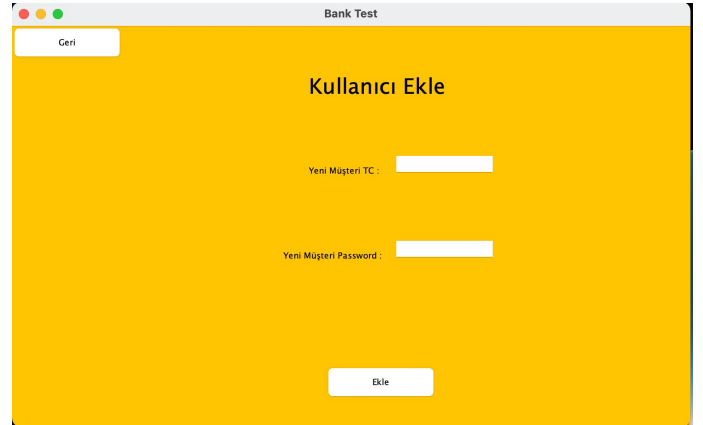 Bank Test
Geri
Kullanıcı Ekle
Yeni Müşteri TC :
Yeni Müşteri Password :
Ekle